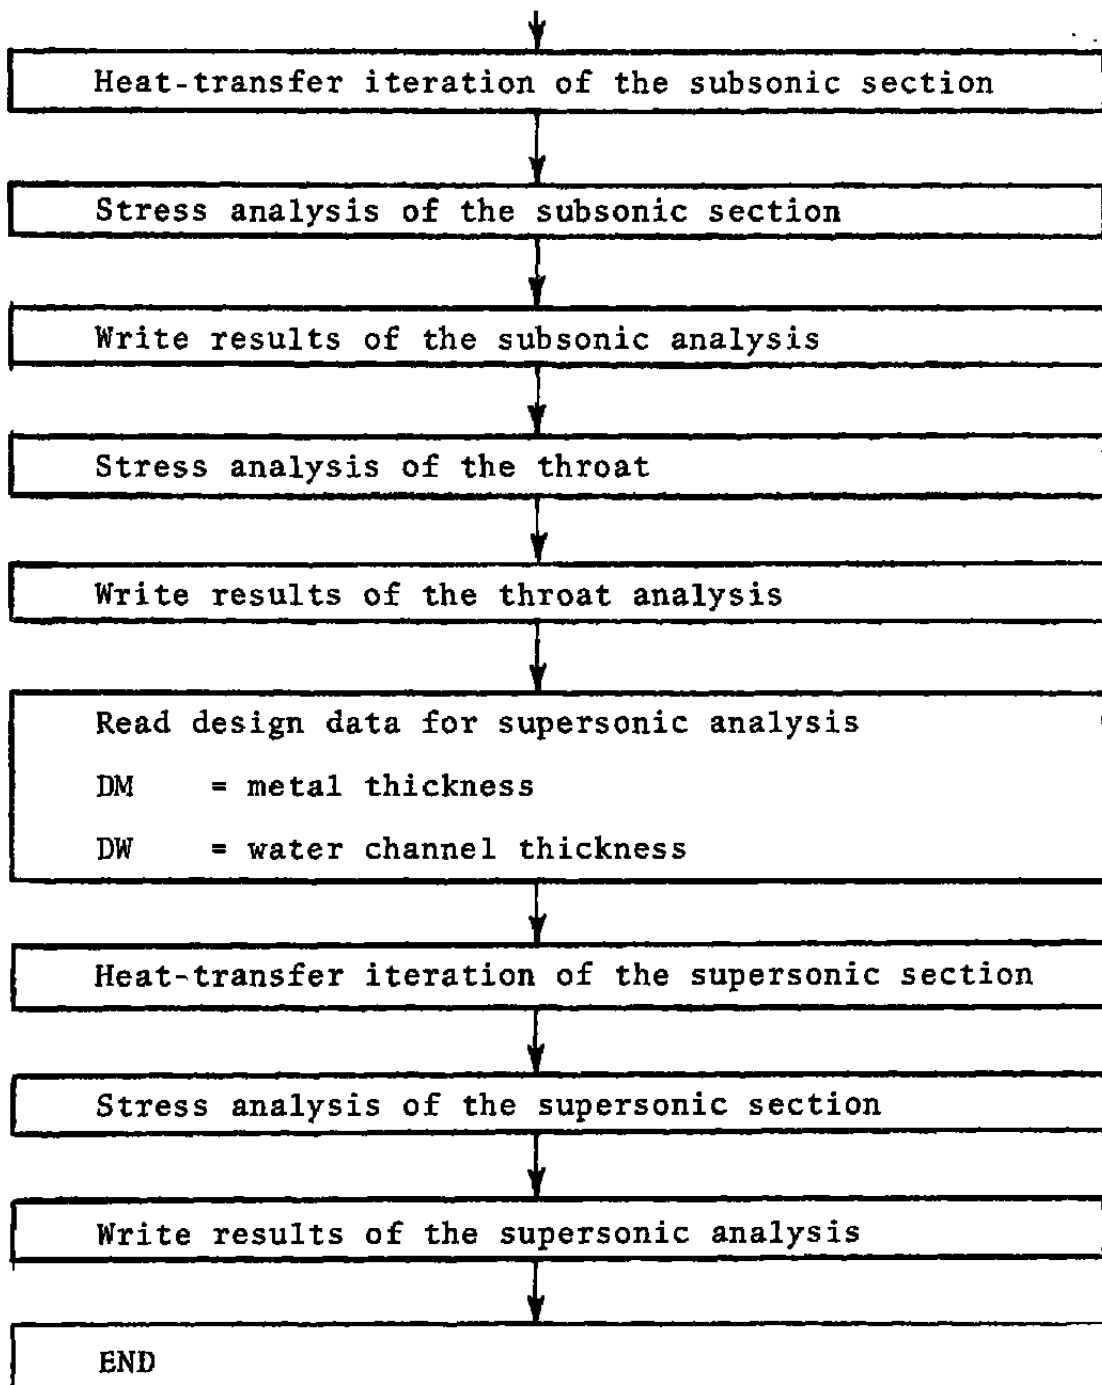 Heat-transfer iteration of the subsonic section
Stress analysis of the subsonic section
Write results of the subsonic analysis
Stress analysis of the throat
Write results of the throat analysis
Read design data for supersonic analysis
DM = metal thickness
DW = water channel thickness
Heat-transfer iteration of the supersonic section
Stress analysis of the supersonic section
Write results of the supersonic analysis
END